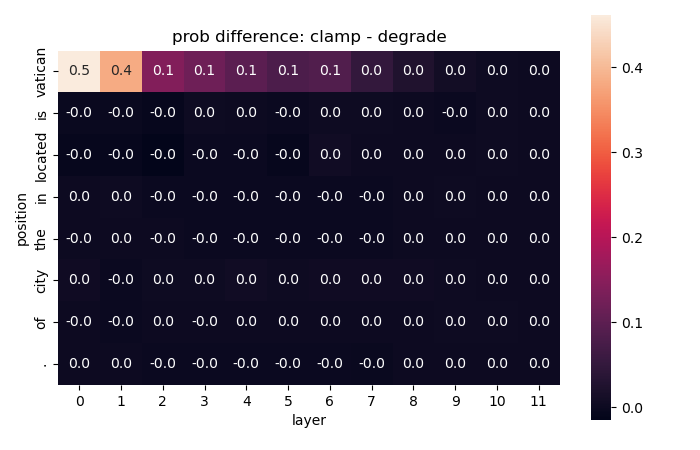 prob difference: clamp - degrade
vatican 0.5 0.4 0.1 0.1 0.1 0.1 0.1 0.0 0.0 0.0 0.0 0.0
is -0.0 -0.0 -0.0 0.0 0.0 -0.0 0.0 0.0 0.0 -0.0 0.0 0.0
located -0.0 -0.0 -0.0 -0.0 -0.0 -0.0 0.0 0.0 0.0 0.0 0.0 0.0
in 0.0 0.0 -0.0 -0.0 -0.0 -0.0 -0.0 -0.0 0.0 0.0 0.0 0.0
the -0.0 0.0 0.0 -0.0 -0.0 -0.0 -0.0 -0.0 0.0 0.0 0.0 0.0
city 0.0 -0.0 0.0 0.0 0.0 0.0 0.0 0.0 0.0 0.0 0.0 0.0
of -0.0 -0.0 0.0 -0.0 0.0 -0.0 0.0 0.0 0.0 0.0 0.0 0.0
. 0.0 0.0 -0.0 -0.0 -0.0 -0.0 -0.0 -0.0 0.0 0.0 0.0 0.0
position
0 1 2 3 4 5 6 7 8 9 10 11
layer
0.4
0.3
0.2
0.1
0.0